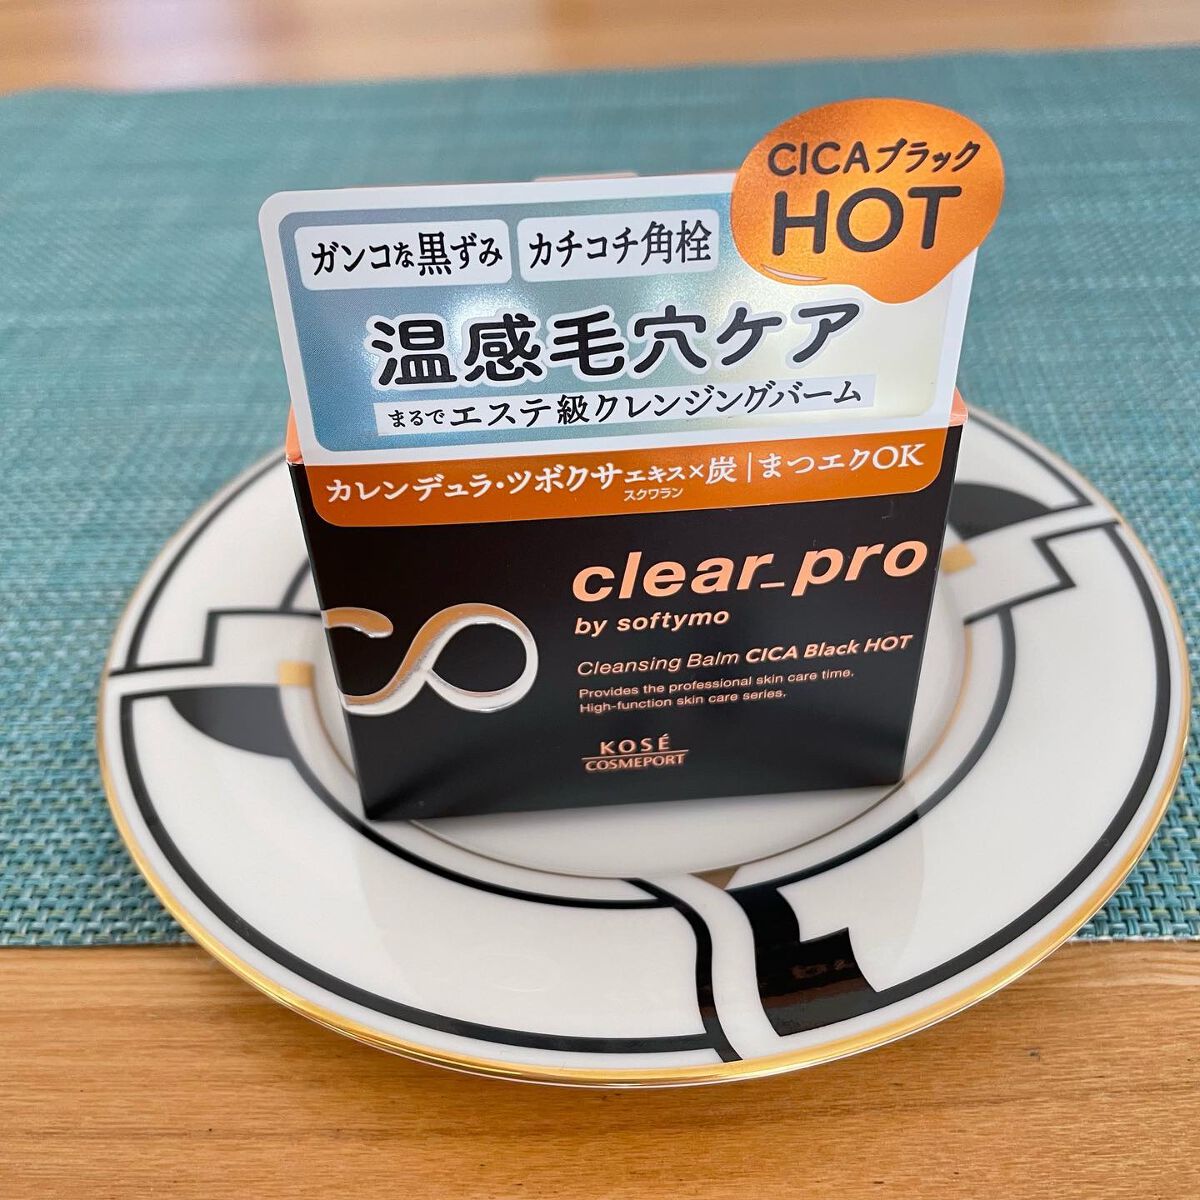 CICAブラック
HOT
ガンコな黒ずみ カチコチ角栓
温感毛穴ケア
まるでエステ級クレンジングバーム
カレンデュラ・ツボクサエキス×炭|まつエクOK
スクワラン
clear_pro
by softymo
Cleansing Balm CICA Black HOT
Provides the professional skin care time.
High-function skin care series.
KOSÉ
COSMEPORT